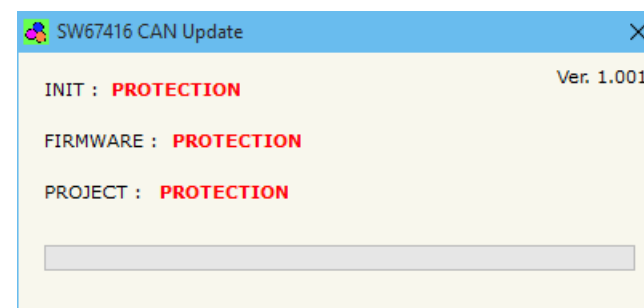 SW67416 CAN Update
Ver. 1.001
INIT : PROTECTION
FIRMWARE : PROTECTION
PROJECT : PROTECTION